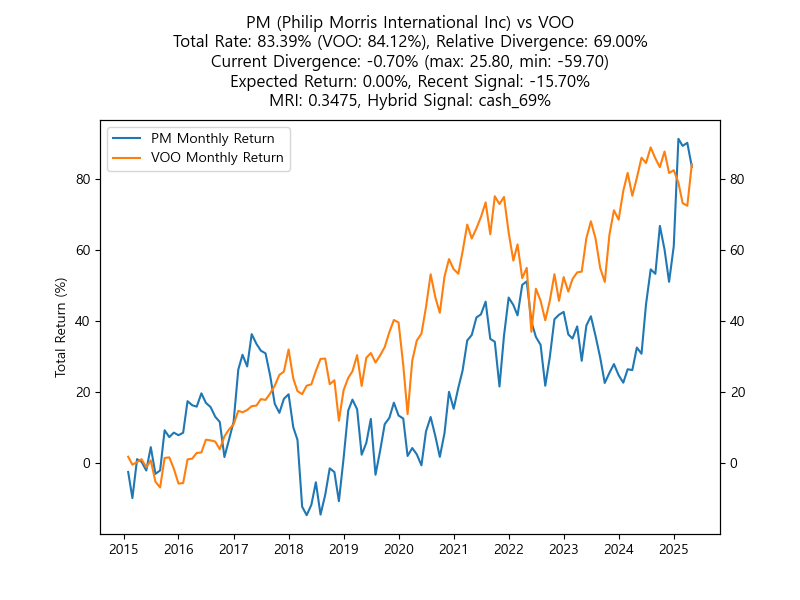 PM (Philip Morris International Inc) vs VOO
Total Rate: 83.39% (VOO: 84.12%), Relative Divergence: 69.00%
Current Divergence: -0.70% (max: 25.80, min: -59.70)
Expected Return: 0.00%, Recent Signal: -15.70%
MRI: 0.3475, Hybrid Signal: cash_69%
PM Monthly Return
VOO Monthly Return
Total Return (%)
80
60
40
20
0
80
60
40
20
0
2015 2016 2017 2018 2019 2020 2021 2022 2023 2024 2025